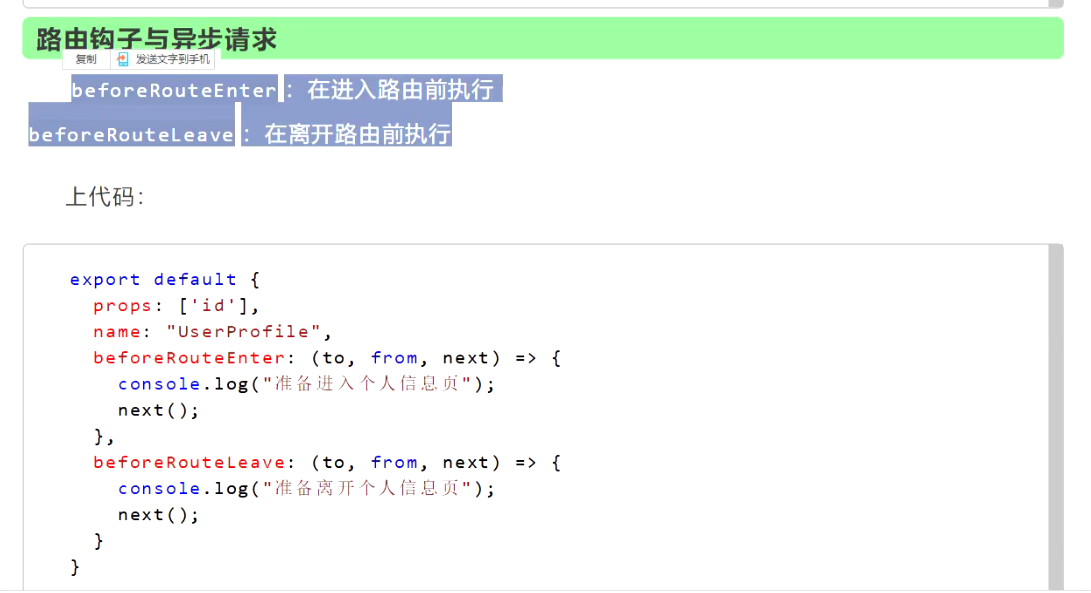 路由钩子与异步请求
复制 发送文字到手机
beforeRouteEnter ：在进入路由前执行
beforeRouteLeave ：在离开路由前执行
上代码：
export default {
  props: ['id'],
  name: "UserProfile",
  beforeRouteEnter: (to, from, next) => {
    console.log("准备进入个人信息页");
    next();
  },
  beforeRouteLeave: (to, from, next) => {
    console.log("准备离开个人信息页");
    next();
  }
}